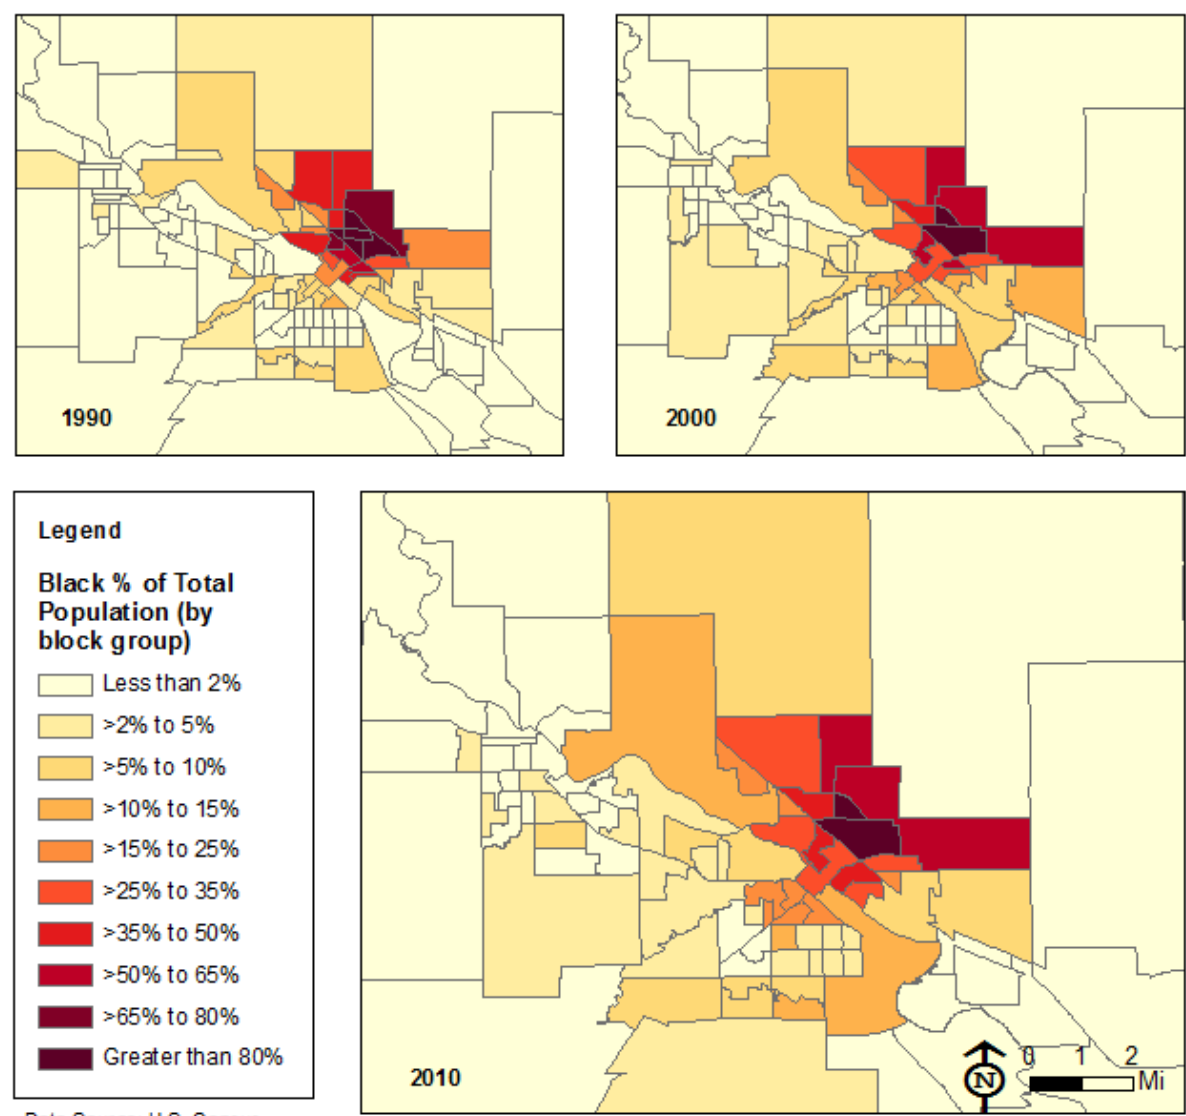 1990
2000
Legend
Black % of Total
Population (by
block group)
Less than 2%
>2% to 5%
>5% to 10%
>10% to 15%
>15% to 25%
>25% to 35%
>35% to 50%
>50% to 65%
>65% to 80%
Greater than 80%
2010
N
0 1 2
Mi